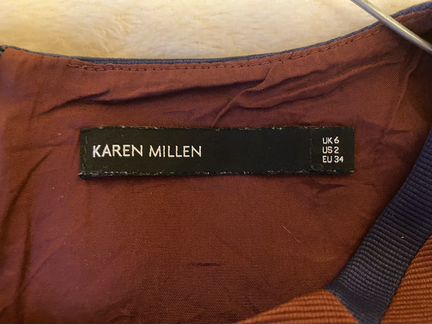 KAREN MILLEN
UK 6
US 2
EU 34